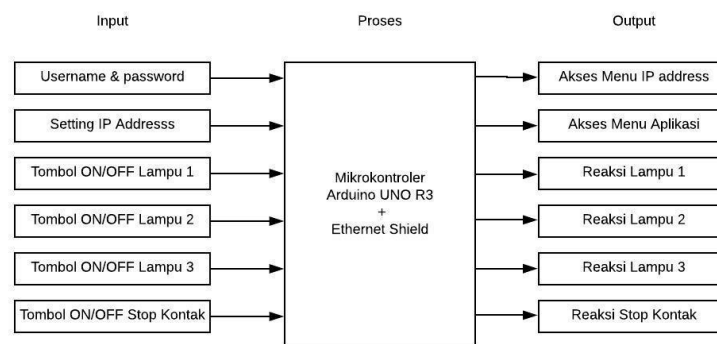 Input
Proses
Output
Username & password
Setting IP Addresss
Tombol ON/OFF Lampu 1
Tombol ON/OFF Lampu 2
Tombol ON/OFF Lampu 3
Tombol ON/OFF Stop Kontak
Mikrokontroler
Arduino UNO R3
+
Ethernet Shield
Akses Menu IP address
Akses Menu Aplikasi
Reaksi Lampu 1
Reaksi Lampu 2
Reaksi Lampu 3
Reaksi Stop Kontak